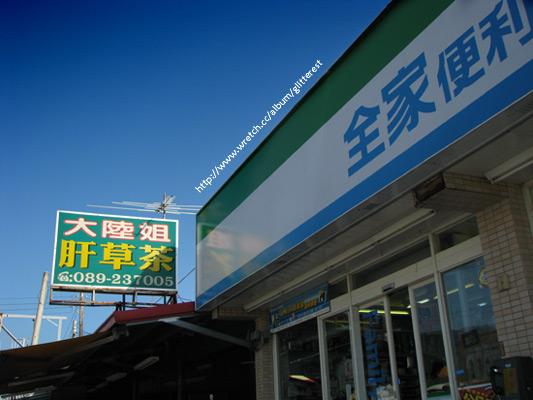 大陸姐
肝草茶
☏:089-237005
全家便利
http://www.wretch.cc/album/glitterest